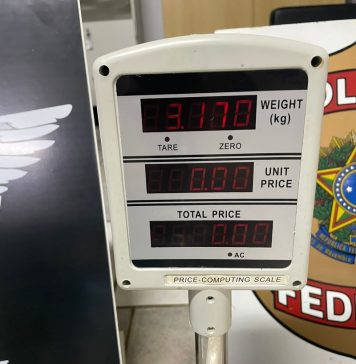 3.170
WEIGHT
(kg)
TARE
ZERO
0.00
UNIT
PRICE
TOTAL PRICE
0.00
AC
PRICE-COMPUTING SCALE
OL
FEDE